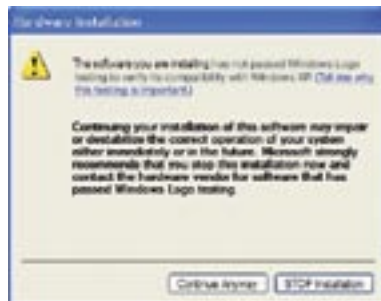 Hardware Installation
The software you are installing has not passed Windows Logo
testing to verify its compatibility with Windows XP. (Tell me why
this testing is important.)
Continuing your installation of this software may impair
or destabilize the correct operation of your system
either immediately or in the future. Microsoft strongly
recommends that you stop this installation now and
contact the hardware vendor for software that has
passed Windows Logo testing.
Continue Anyway
STOP Installation